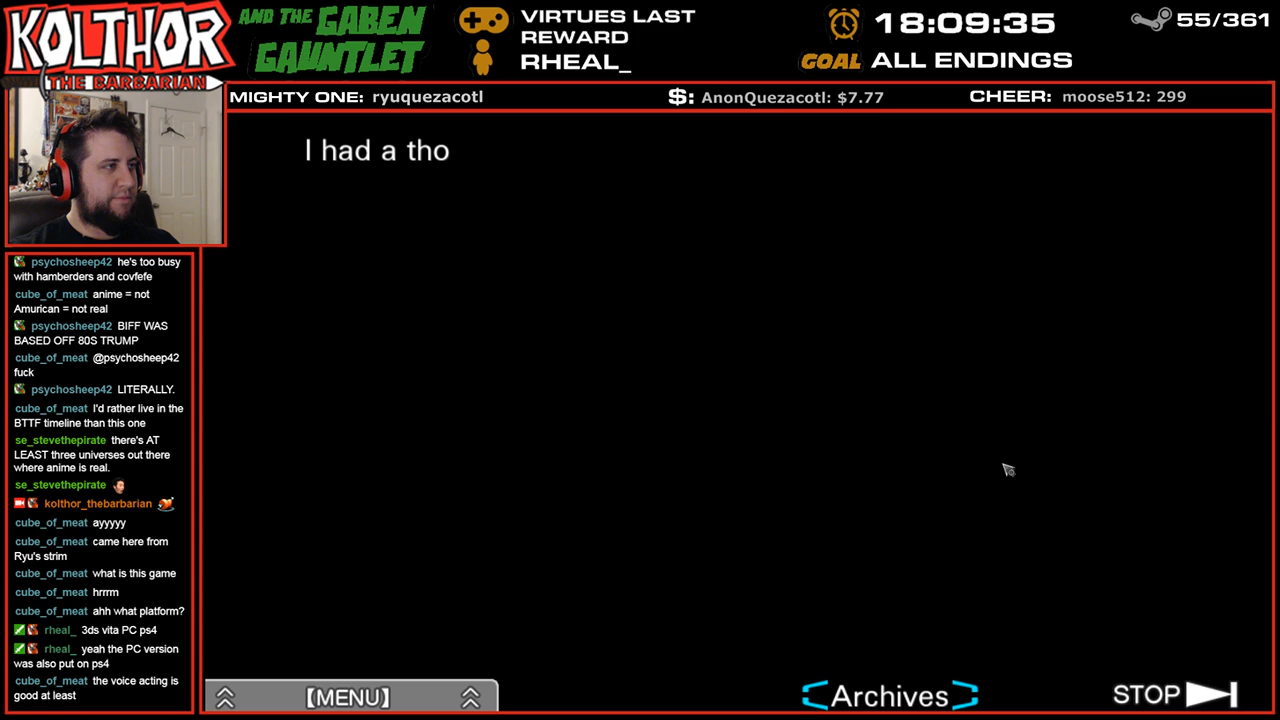 KOLTHOR
THE BARBARIAN
AND THE GABEN
GAUNTLET
VIRTUES LAST
REWARD
RHEAL_
18:09:35
GOAL ALL ENDINGS
55/361
MIGHTY ONE: ryuquezacotl
$: AnonQuezacotl: $7.77
CHEER: moose512: 299
I had a tho
psychosheep42 he's too busy
with hamberders and covfefe
cube_of_meat anime = not
Amurican = not real
psychosheep42 BIFF WAS
BASED OFF 80S TRUMP
cube_of_meat @psychosheep42
fuck
psychosheep42 LITERALLY.
cube_of_meat I'd rather live in the
BTTF timeline than this one
se_stevethepirate there's AT
LEAST three universes out there
where anime is real.
se_stevethepirate
kolthor_thebarbarian
cube_of_meat ayyyyy
cube_of_meat came here from
Ryu's strim
cube_of_meat what is this game
cube_of_meat hrrrm
cube_of_meat ahh what platform?
rheal_ 3ds vita PC ps4
rheal_ yeah the PC version
was also put on ps4
cube_of_meat the voice acting is
good at least
【MENU】
Archives
STOP